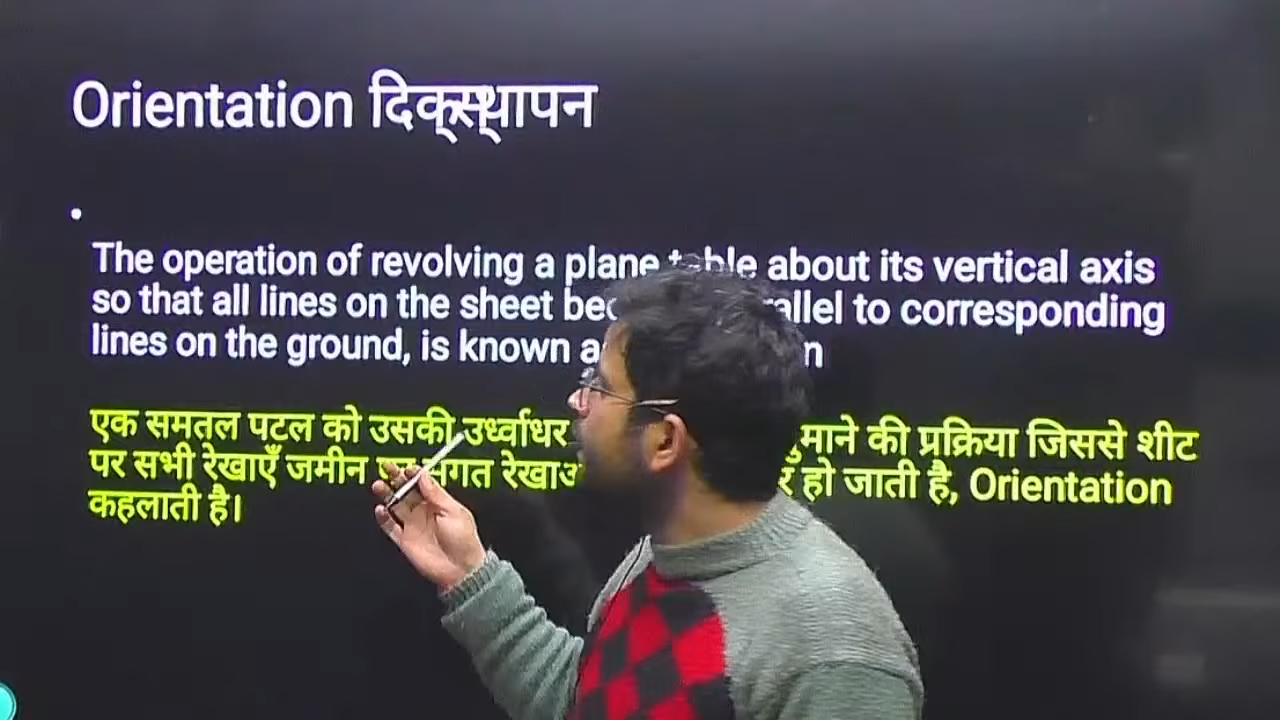 Orientation दिक्स्थापन
The operation of revolving a plane table about its vertical axis
so that all lines on the sheet parallel to corresponding
lines on the ground, is known
एक समतल पटल को उसकी उर्ध्वाधर की प्रक्रिया जिससे शीट
पर सभी रेखाएँ जमीन संगत हो जाती है, Orientation
कहलाती है।